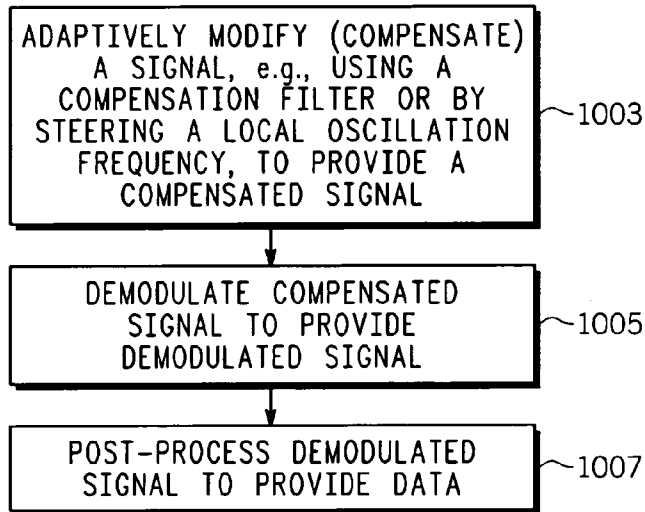 ADAPTIVELY MODIFY (COMPENSATE)
A SIGNAL, e.g., USING A
COMPENSATION FILTER OR BY
STEERING A LOCAL OSCILLATION
FREQUENCY, TO PROVIDE A
COMPENSATED SIGNAL
1003
DEMODULATE COMPENSATED
SIGNAL TO PROVIDE
DEMODULATED SIGNAL
1005
POST-PROCESS DEMODULATED
SIGNAL TO PROVIDE DATA
1007